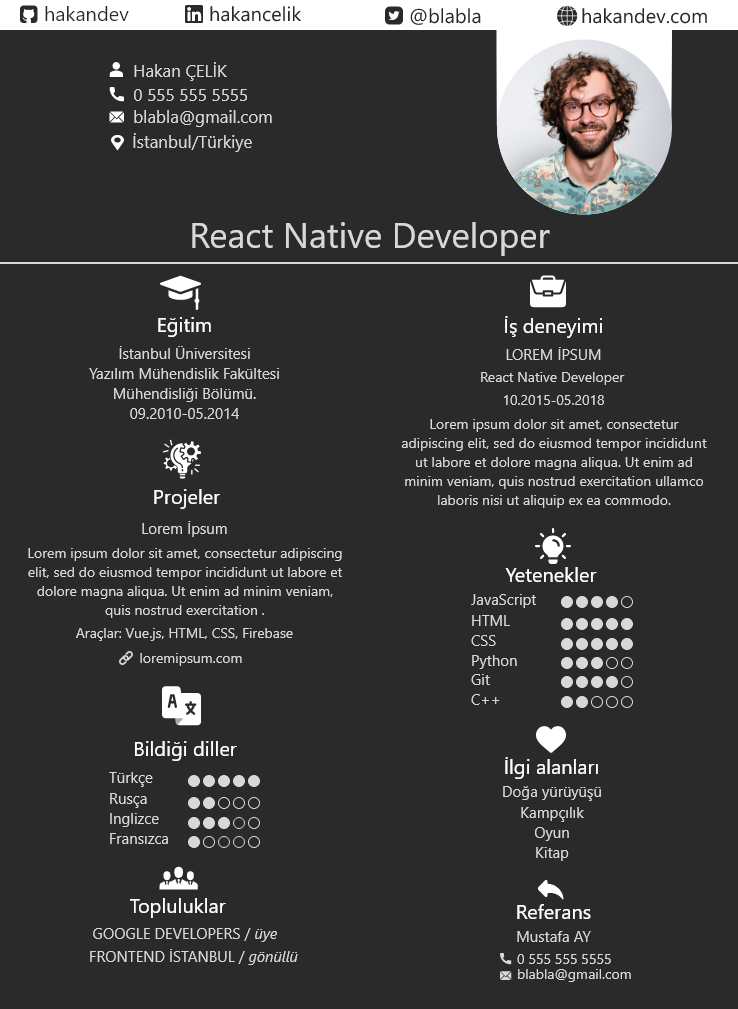 hakandev
hakancelik
@blabla
hakandev.com
Hakan ÇELİK
0 555 555 5555
blabla@gmail.com
İstanbul/Türkiye
React Native Developer
Eğitim
İstanbul Üniversitesi
Yazılım Mühendislik Fakültesi
Mühendisliği Bölümü.
09.2010-05.2014
Projeler
Lorem İpsum
Lorem ipsum dolor sit amet, consectetur adipiscing
elit, sed do eiusmod tempor incididunt ut labore et
dolore magna aliqua. Ut enim ad minim veniam,
quis nostrud exercitation .
Araçlar: Vue.js, HTML, CSS, Firebase
loremipsum.com
A 文
Bildiği diller
Türkçe
Rusça
Inglizce
Fransızca
Topluluklar
GOOGLE DEVELOPERS / üye
FRONTEND İSTANBUL / gönüllü
İş deneyimi
LOREM İPSUM
React Native Developer
10.2015-05.2018
Lorem ipsum dolor sit amet, consectetur
adipiscing elit, sed do eiusmod tempor incididunt
ut labore et dolore magna aliqua. Ut enim ad
minim veniam, quis nostrud exercitation ullamco
laboris nisi ut aliquip ex ea commodo.
Yetenekler
JavaScript
HTML
CSS
Python
Git
C++
İlgi alanları
Doğa yürüyüşü
Kampçılık
Oyun
Kitap
Referans
Mustafa AY
0 555 555 5555
blabla@gmail.com